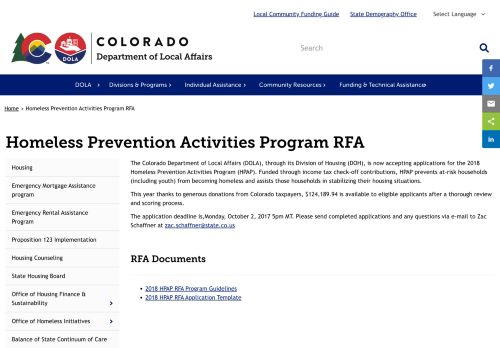 Local Community Funding Guide State Demography Office Select Language
COLORADO
Department of Local Affairs
DOLA
Search
DOLA Divisions & Programs Individual Assistance Community Resources Funding & Technical Assistance
Home > Homeless Prevention Activities Program RFA
Homeless Prevention Activities Program RFA
Housing
Emergency Mortgage Assistance
program
Emergency Rental Assistance
Program
Proposition 123 Implementation
Housing Counseling
State Housing Board
Office of Housing Finance &
Sustainability
Office of Homeless Initiatives
Balance of State Continuum of Care
The Colorado Department of Local Affairs (DOLA), through its Division of Housing (DOH), is now accepting applications for the 2018
Homeless Prevention Activities Program (HPAP). Funded through income tax check-off contributions, HPAP prevents at-risk households
(including youth) from becoming homeless and assists those households in stabilizing their housing situations.
This year thanks to generous donations from Colorado taxpayers, $124,189.94 is available to eligible applicants after a thorough review
and scoring process.
The application deadline is,Monday, October 2, 2017 5pm MT. Please send completed applications and any questions via e-mail to Zac
Schaffner at zac.schaffner@state.co.us
RFA Documents
2018 HPAP RFA Program Guidelines
2018 HPAP RFA Application Template